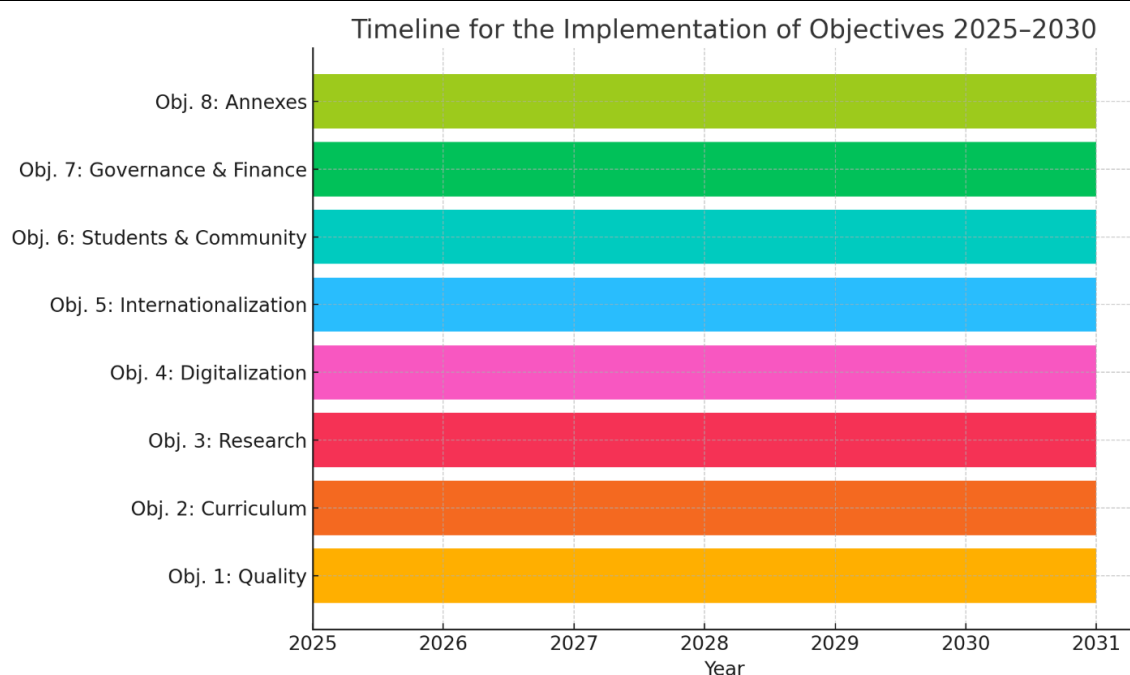 Timeline for the Implementation of Objectives 2025–2030
Obj. 8: Annexes
Obj. 7: Governance & Finance
Obj. 6: Students & Community
Obj. 5: Internationalization
Obj. 4: Digitalization
Obj. 3: Research
Obj. 2: Curriculum
Obj. 1: Quality
2025 2026 2027 2028 2029 2030 2031
Year